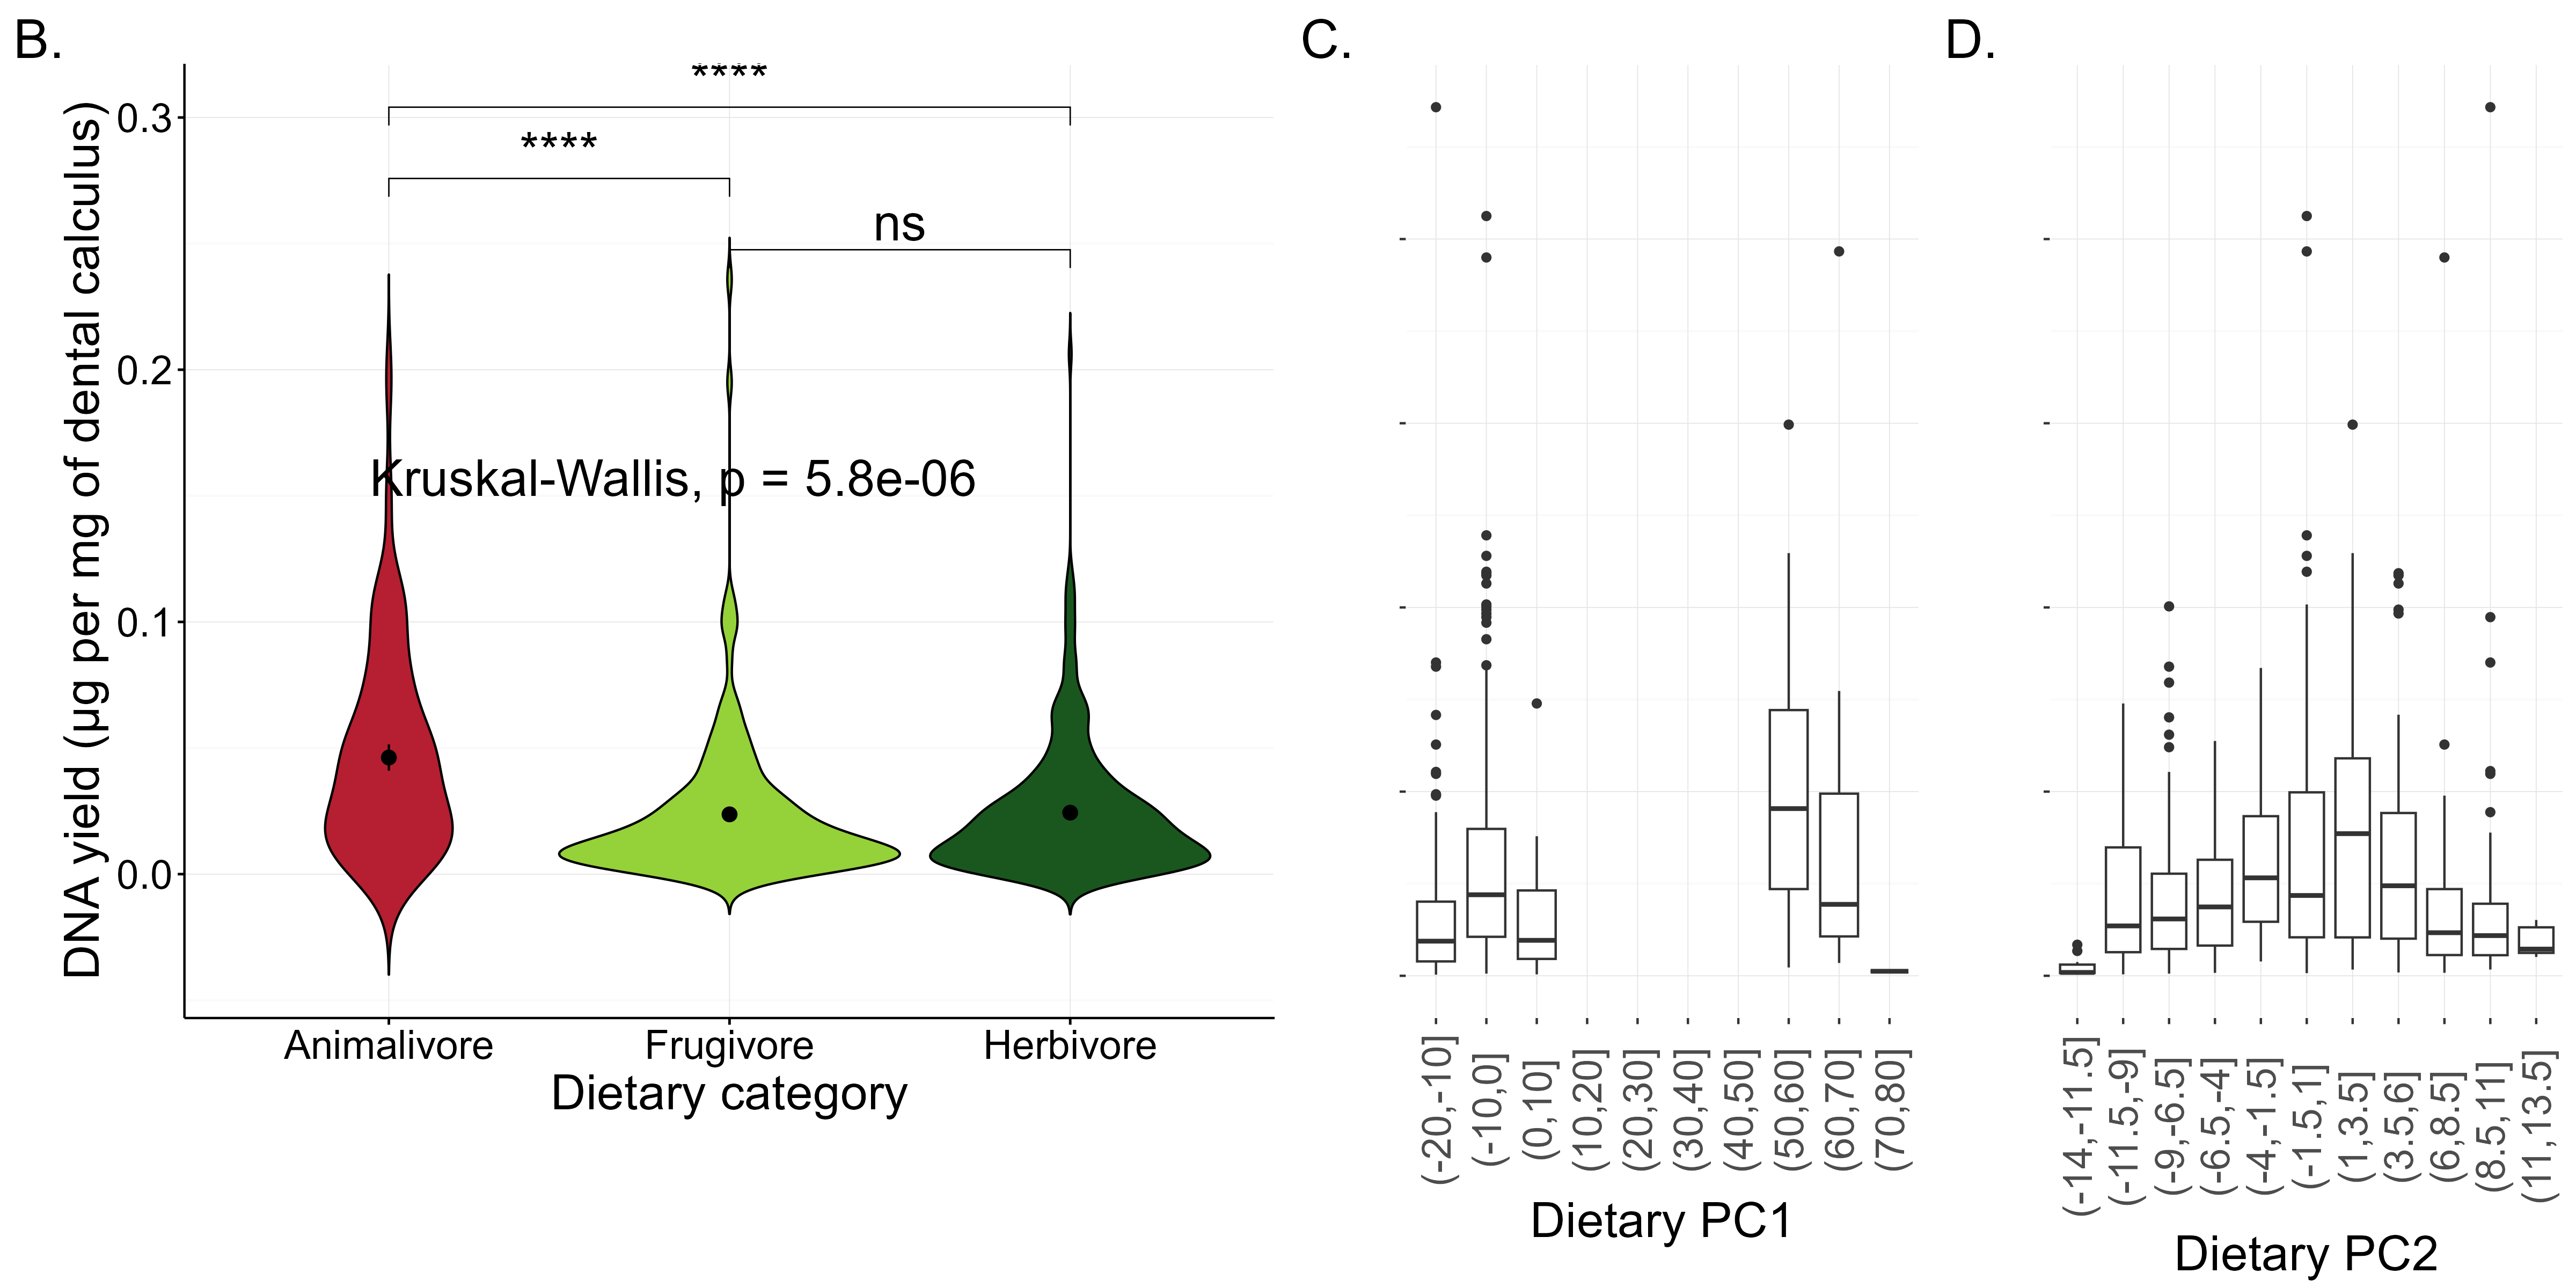 B.
DNA yield (µg per mg of dental calculus)
0.3
0.2
0.1
0.0
****
****
ns
Kruskal-Wallis, p = 5.8e-06
Animalivore
Frugivore
Herbivore
Dietary category
C.
(-20,-10]
(-10,0]
(0,10]
(10,20]
(20,30]
(30,40]
(40,50]
(50,60]
(60,70]
(70,80]
Dietary PC1
D.
(-14,-11.5]
(-11.5,-9]
(-9,-6.5]
(-6.5,-4]
(-4,-1.5]
(-1.5,1]
(1,3.5]
(3.5,6]
(6,8.5]
(8.5,11]
(11,13.5]
Dietary PC2